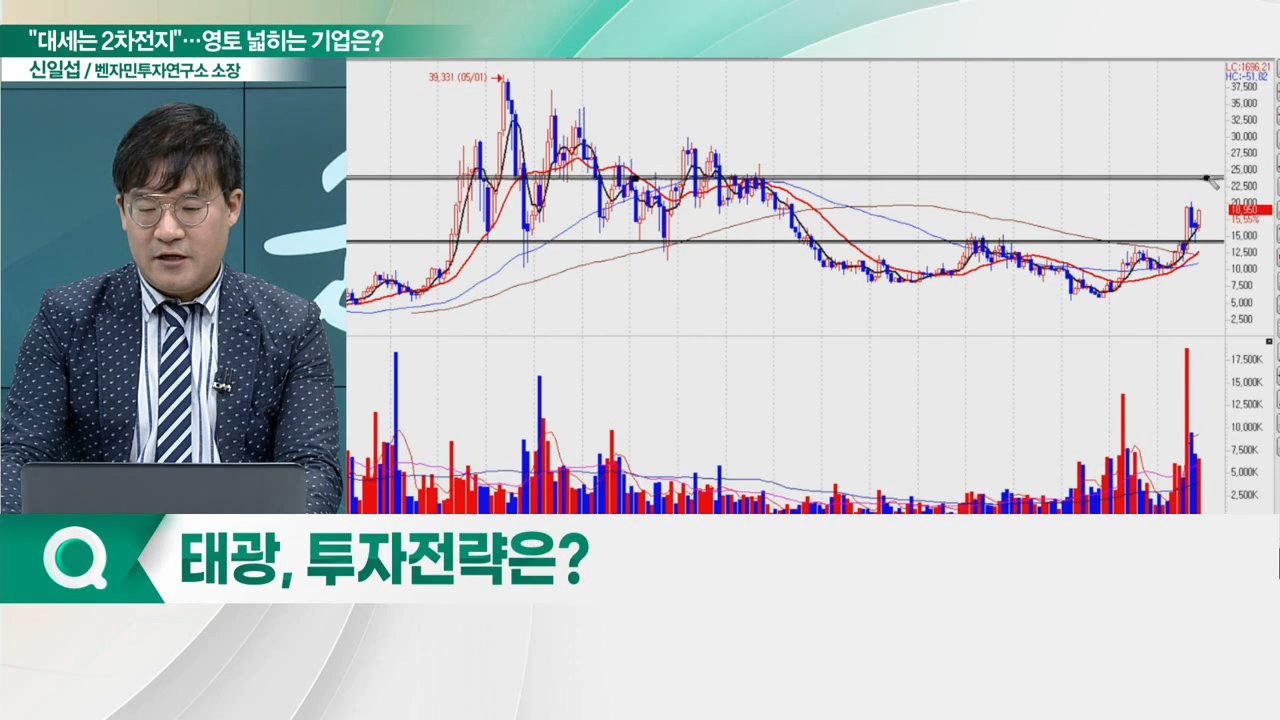 "대세는 2차전지"…영토 넓히는 기업은?
신일섭 / 벤자민투자연구소 소장
39,331 (05/01)
LC:1696.21
HC:-51.82
37,500
35,000
32,500
30,000
27,500
25,000
22,500
20,000
18,950
15.55%
15,000
12,500
10,000
7,500
5,000
2,500
17,500K
15,000K
12,500K
10,000K
7,500K
5,000K
2,500K
Q 태광, 투자전략은?